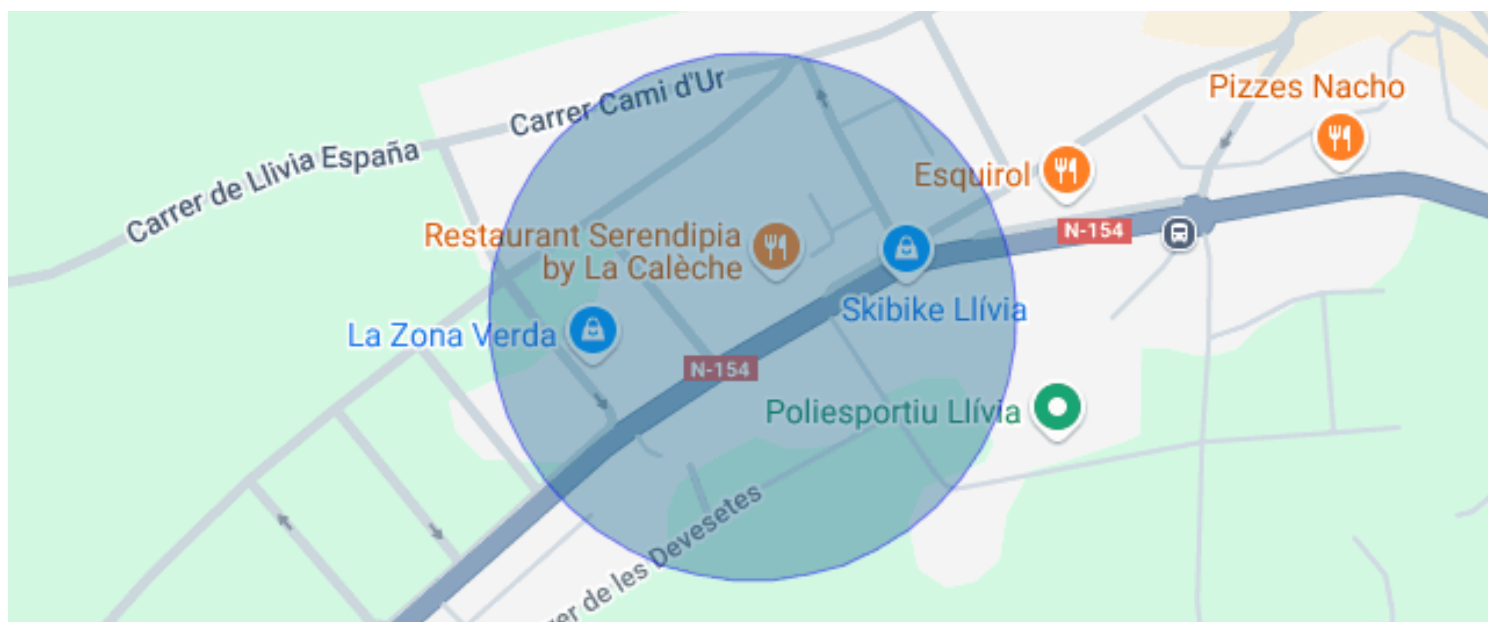 Pizzes Nacho
Carrer Cami d'Ur
Carrer de Llivia España
Esquirol
Restaurant Serendipia
by La Calèche
N-154
Skibike Llívia
La Zona Verda
N-154
Poliesportiu Llívia
er de les Devesetes